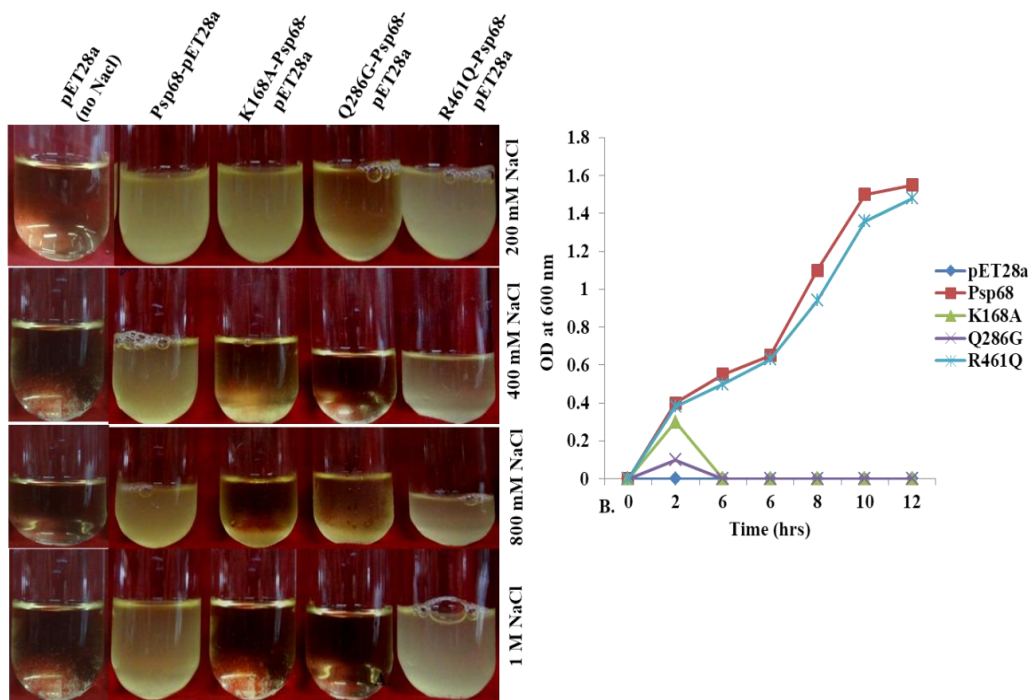 pET28a
(no Nacl)
Psp68-pET28a
K168A-Psp68-
pET28a
Q286G-Psp68-
pET28a
R461Q-Psp68-
pET28a
200 mM NaCl
400 mM NaCl
800 mM NaCl
1 M NaCl
1.8
1.6
1.4
1.2
1
0.8
0.6
0.4
0.2
0
OD at 600 nm
B.
0 2 6 6 8 10 12
Time (hrs)
pET28a
Psp68
K168A
Q286G
R461Q